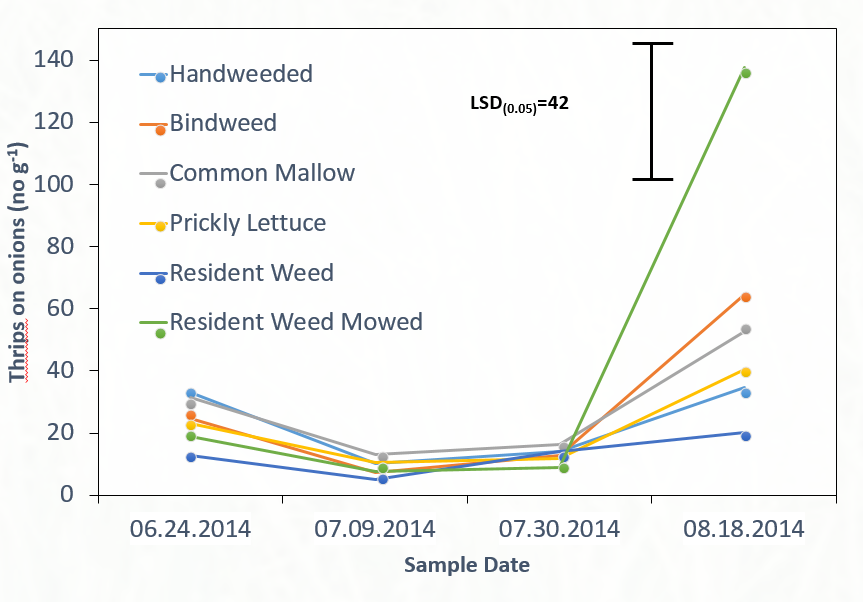 140
120
100
80
60
40
20
0
Thrips on onions (no g⁻¹)
Handweeded
Bindweed
Common Mallow
Prickly Lettuce
Resident Weed
Resident Weed Mowed
LSD(0.05)=42
06.24.2014 07.09.2014 07.30.2014 08.18.2014
Sample Date